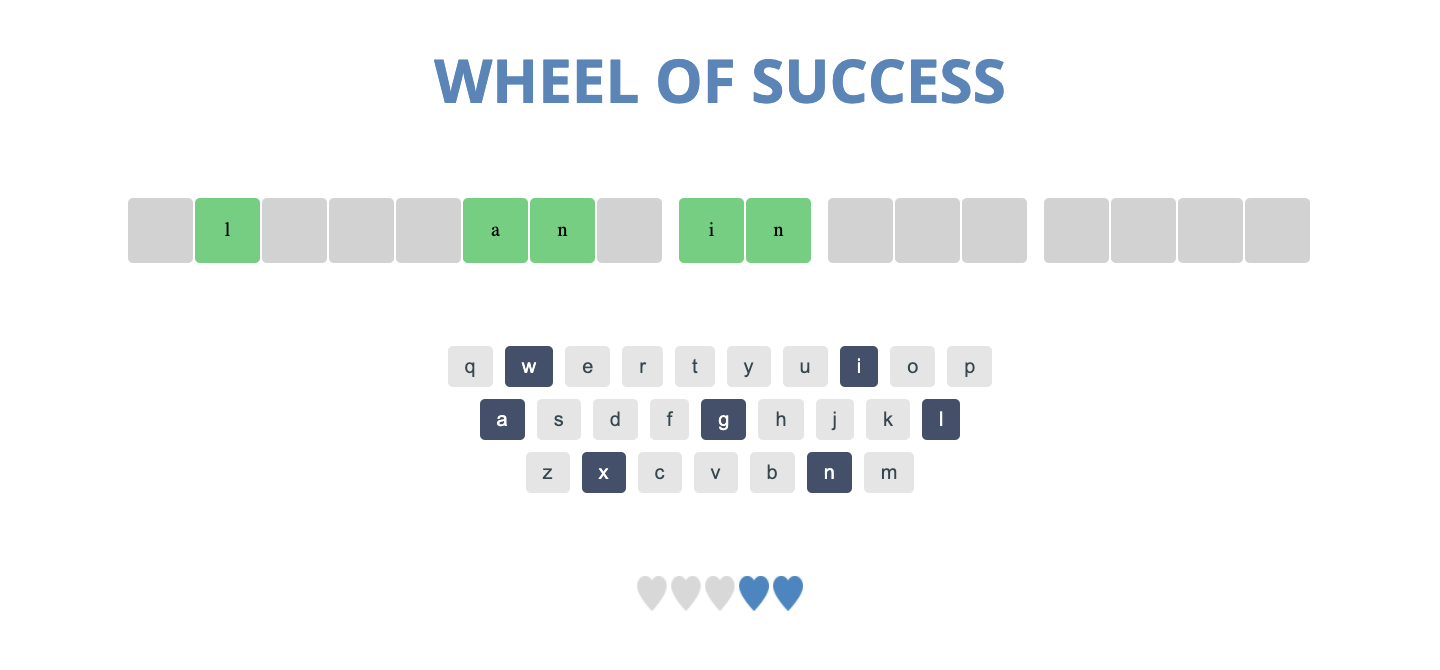 WHEEL OF SUCCESS
l a n i n
q w e r t y u i o p
a s d f g h j k l
z x c v b n m